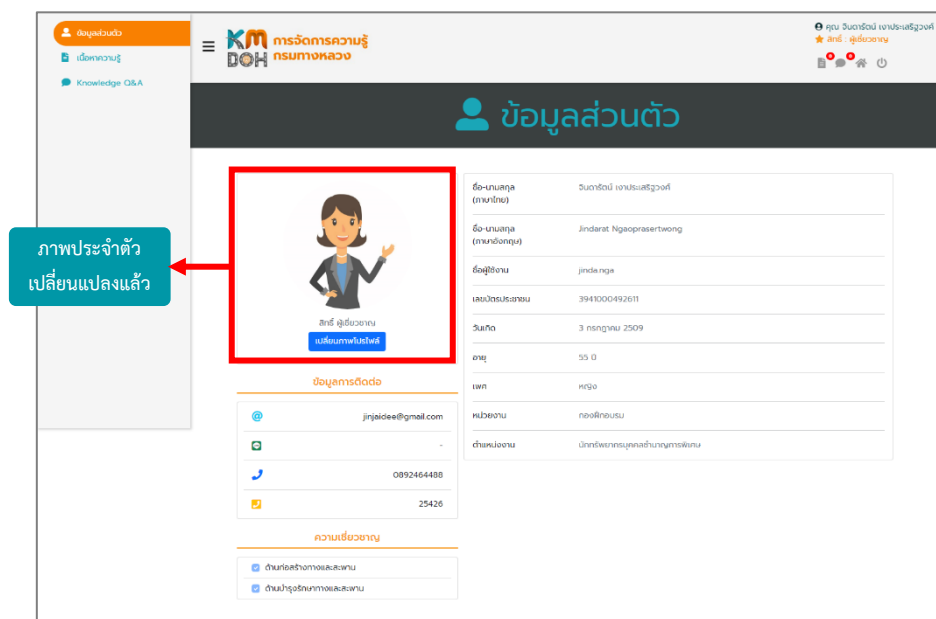 ข้อมูลส่วนตัว
เนื้อหาความรู้
Knowledge Q&A
KM DOH
การจัดการความรู้
กรมทางหลวง
คุณ จินดารัตน์ เงาประเสริฐวงศ์
สิทธิ์ : ผู้เชี่ยวชาญ
0 0
ข้อมูลส่วนตัว
ภาพประจำตัว
เปลี่ยนแปลงแล้ว
สิทธิ์ ผู้เชี่ยวชาญ
เปลี่ยนภาพโปรไฟล์
ข้อมูลการติดต่อ
@ jinjaidee@gmail.com
-
0892464488
25426
ความเชี่ยวชาญ
ด้านก่อสร้างทางและสะพาน
ด้านบำรุงรักษาทางและสะพาน
ชื่อ-นามสกุล จินดารัตน์ เงาประเสริฐวงศ์
(ภาษาไทย)
ชื่อ-นามสกุล Jindarat Ngaoprasertwong
(ภาษาอังกฤษ)
ชื่อผู้ใช้งาน jinda.nga
เลขบัตรประชาชน 3941000492611
วันเกิด 3 กรกฎาคม 2509
อายุ 55 ปี
เพศ หญิง
หน่วยงาน กองฝึกอบรม
ตำแหน่งงาน นักทรัพยากรบุคคลชำนาญการพิเศษ